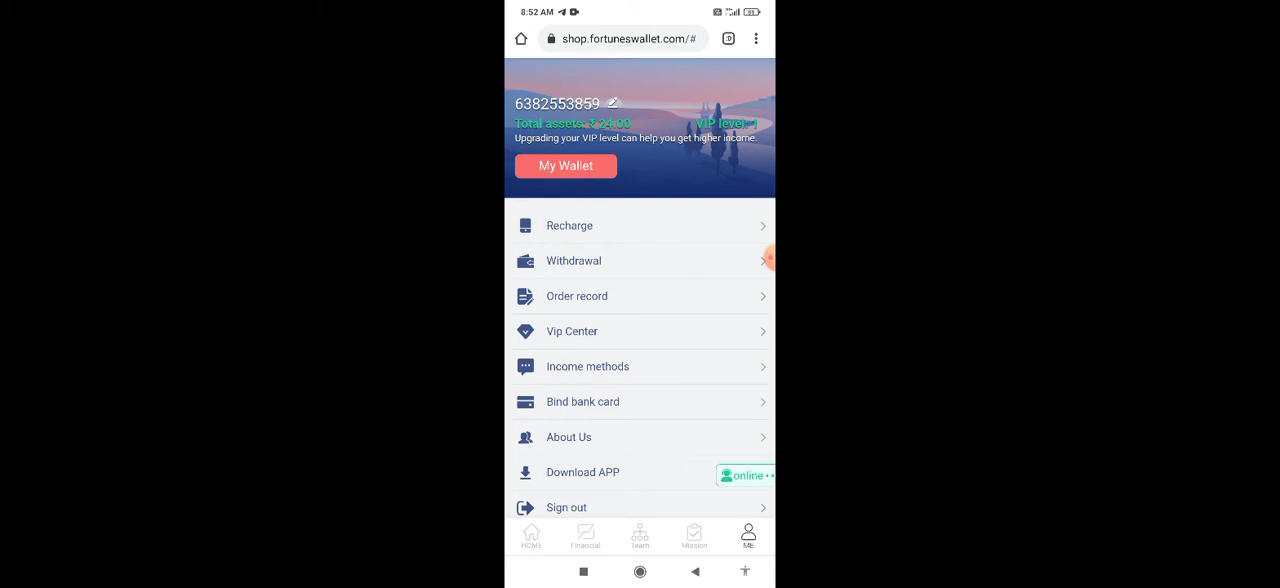 8:52 AM
51
shop.fortuneswallet.com/#
:D
6382553859
Total assets: ₹ 24.00 VIP level: 1
Upgrading your VIP level can help you get higher income.
My Wallet
Recharge
Withdrawal
Order record
Vip Center
Income methods
Bind bank card
About Us
Download APP
online
Sign out
HOME Financial Team Mission ME